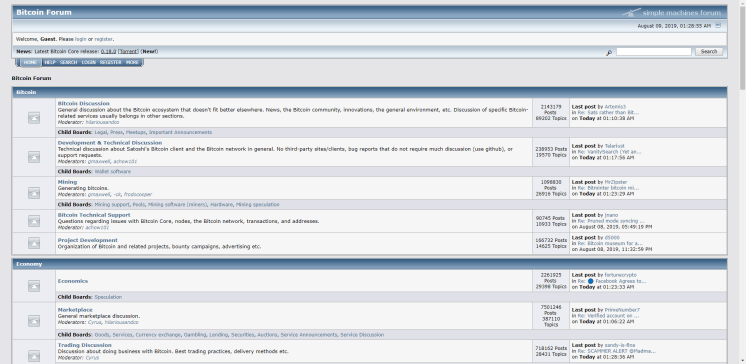 Bitcoin Forum
simple machines forum
August 09, 2019, 01:28:55 AM
Welcome, Guest. Please login or register.
News: Latest Bitcoin Core release: 0.18.0 [Torrent] (New!)
Search
HOME HELP SEARCH LOGIN REGISTER MORE
Bitcoin Forum
Bitcoin
Bitcoin Discussion
General discussion about the Bitcoin ecosystem that doesn't fit better elsewhere. News, the Bitcoin community, innovations, the general environment, etc. Discussion of specific Bitcoin-
related services usually belongs in other sections.
Moderator: hilariousandco
2143179
Posts
89202 Topics
Last post by Artemis3
in Re: Sats rather than Bit...
on Today at 01:10:38 AM
Child Boards: Legal, Press, Meetups, Important Announcements
Development & Technical Discussion
Technical discussion about Satoshi's Bitcoin client and the Bitcoin network in general. No third-party sites/clients, bug reports that do not require much discussion (use github), or
support requests.
Moderators: gmaxwell, achow101
238953 Posts
19570 Topics
Last post by Telariust
in Re: VanitySearch (Yet an...
on Today at 01:17:56 AM
Child Boards: Wallet software
Mining
Generating bitcoins.
Moderators: gmaxwell, -ck, frodocooper
1098830
Posts
26916 Topics
Last post by MrJigster
in Re: Bitminter bitcoin mi...
on Today at 01:23:29 AM
Child Boards: Mining support, Pools, Mining software (miners), Hardware, Mining speculation
Bitcoin Technical Support
Questions regarding issues with Bitcoin Core, nodes, the Bitcoin network, transactions, and addresses.
Moderator: achow101
90745 Posts
10933 Topics
Last post by jnano
in Re: Pruned mode syncing ...
on August 08, 2019, 05:49:19 PM
Project Development
Organization of Bitcoin and related projects, bounty campaigns, advertising etc.
166732 Posts
14625 Topics
Last post by d5000
in Re: Bitcoin museum for a...
on August 08, 2019, 11:32:59 PM
Economy
Economics
2261925
Posts
29398 Topics
Last post by fortunecrypto
in Re: Facebook Agrees to...
on Today at 01:23:33 AM
Child Boards: Speculation
Marketplace
General marketplace discussion.
Moderators: Cyrus, hilariousandco
7501246
Posts
387110
Topics
Last post by PrimeNumber7
in Re: Verified account on ...
on Today at 01:06:22 AM
Child Boards: Goods, Services, Currency exchange, Gambling, Lending, Securities, Auctions, Service Announcements, Service Discussion
Trading Discussion
Discussion about doing business with Bitcoin. Best trading practices, delivery methods etc.
Moderator: Cyrus
718162 Posts
28431 Topics
Last post by sandy-is-fine
in Re: SCAMMER ALERT @Platma...
on Today at 01:28:36 AM